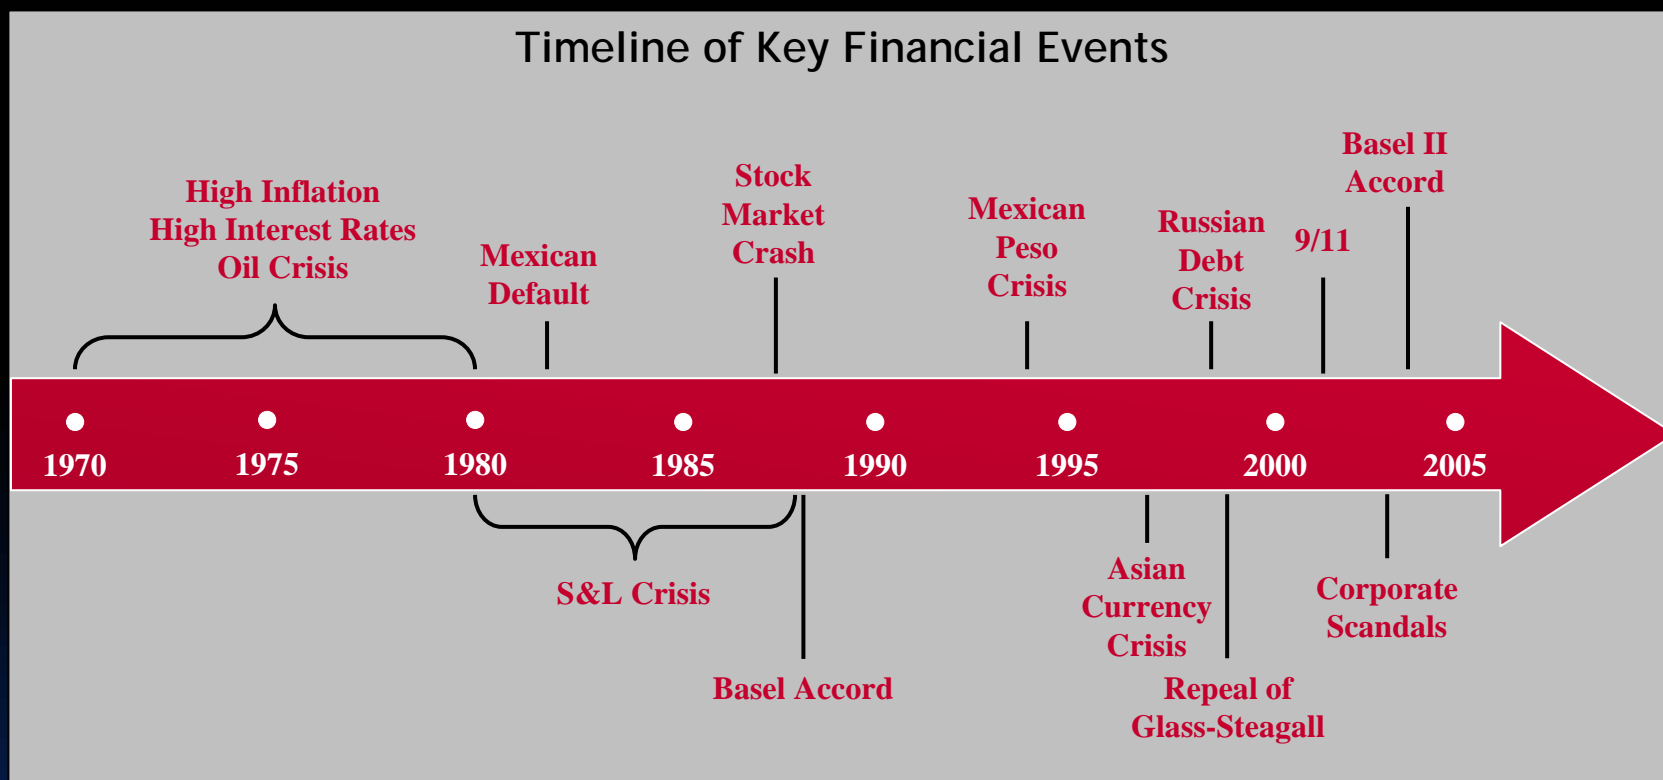 Timeline of Key Financial Events
High Inflation
High Interest Rates
Oil Crisis
Mexican
Default
Stock
Market
Crash
Mexican
Peso
Crisis
Russian
Debt
Crisis
9/11
Basel II
Accord
1970
1975
1980
1985
1990
1995
2000
2005
S&L Crisis
Basel Accord
Asian
Currency
Crisis
Repeal of
Glass-Steagall
Corporate
Scandals